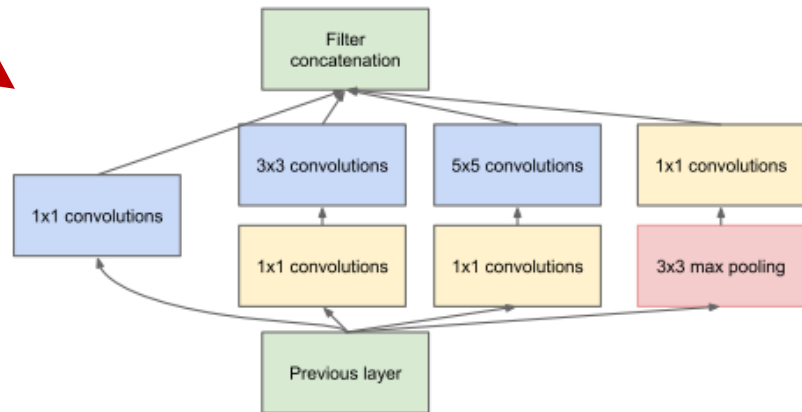 Filter
concatenation
3x3 convolutions
5x5 convolutions
1x1 convolutions
1x1 convolutions
1x1 convolutions
1x1 convolutions
3x3 max pooling
Previous layer